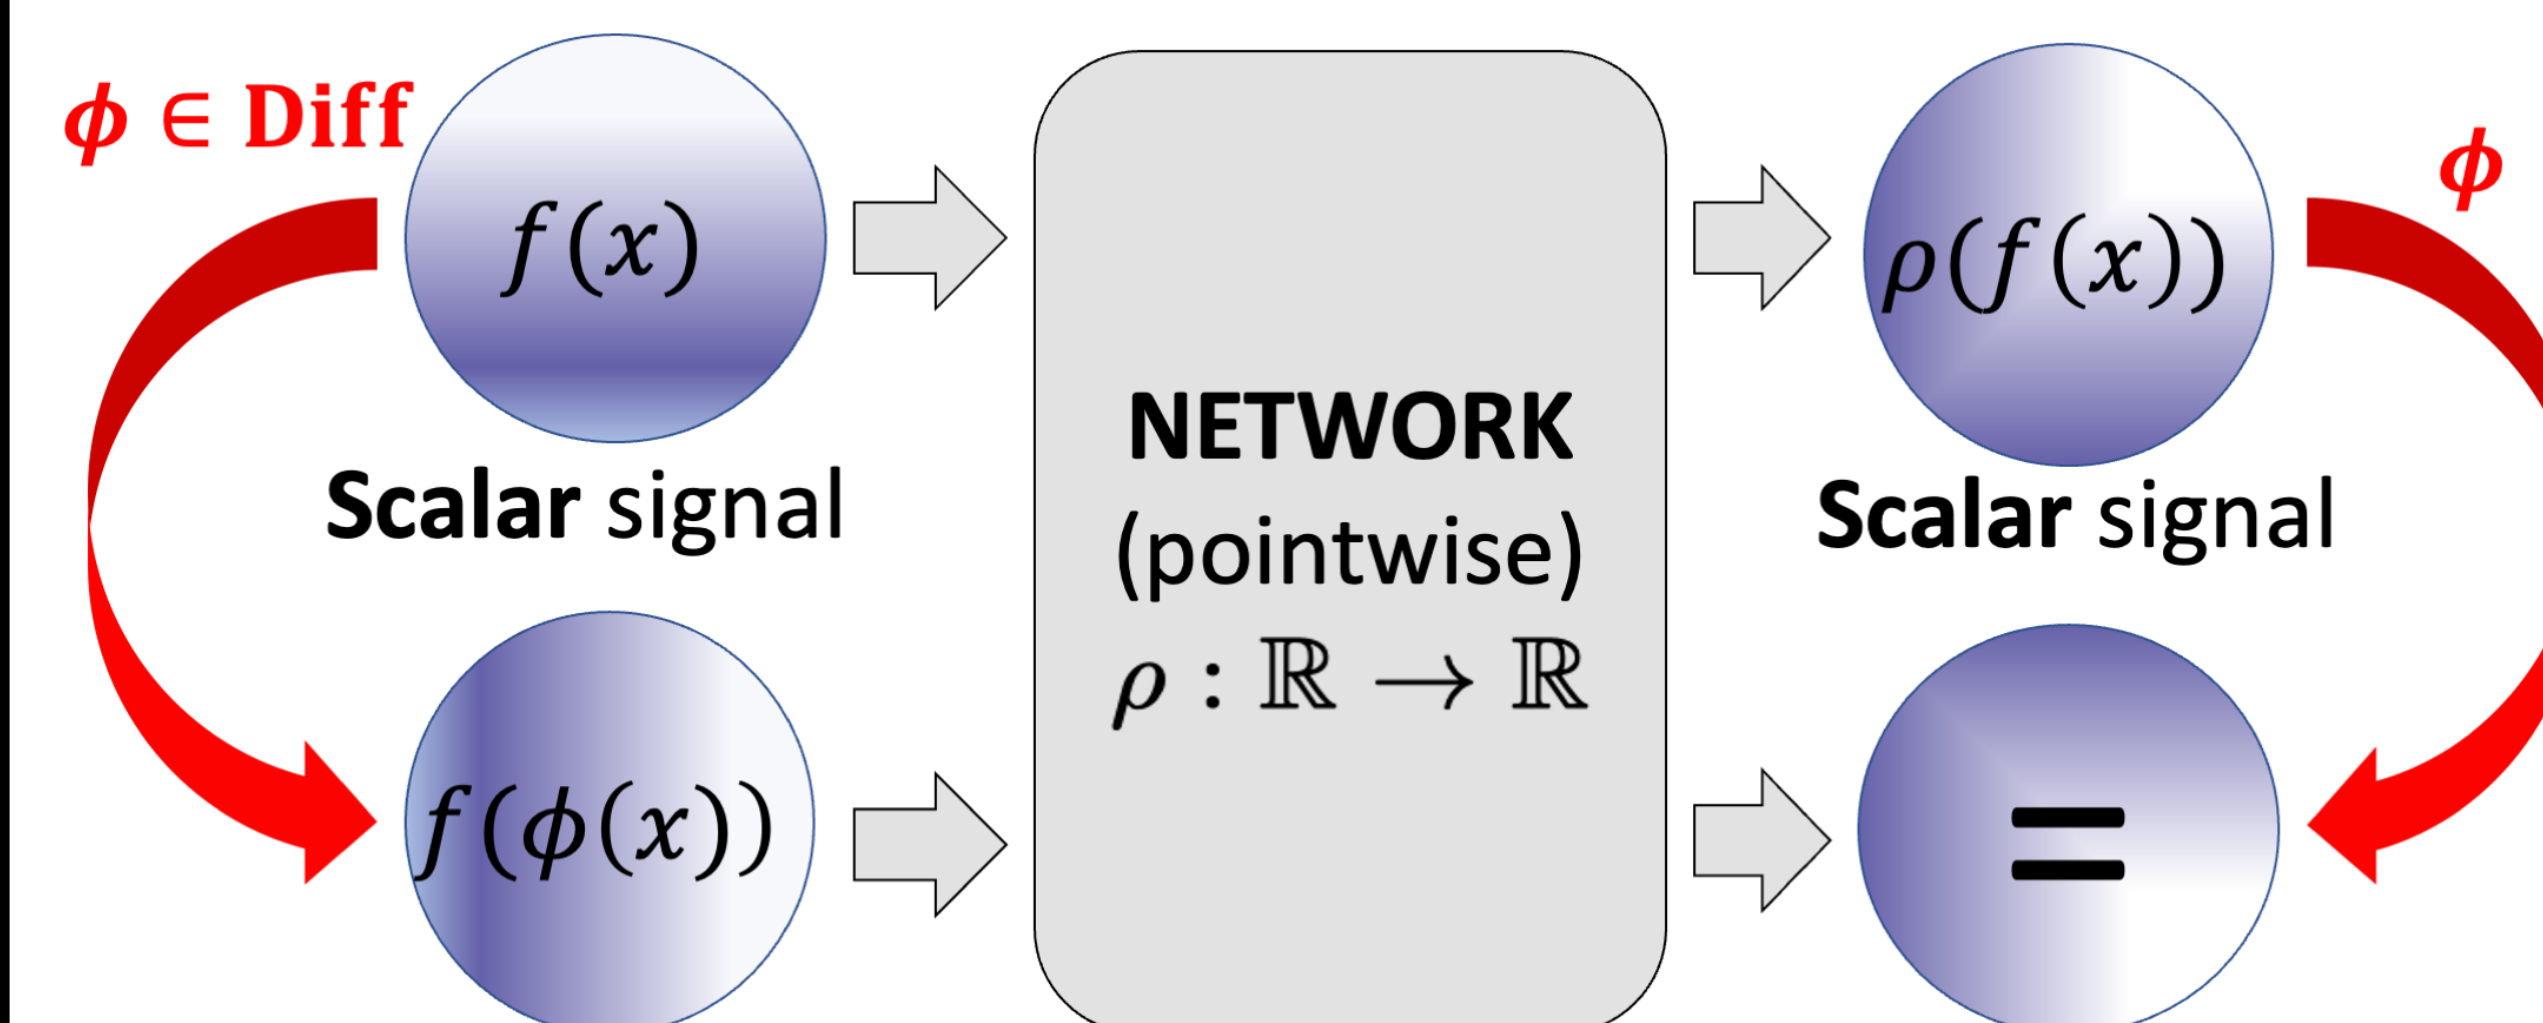 ϕ ∈ Diff
f(x)
Scalar signal
f(ϕ(x))
NETWORK
(pointwise)
ρ : ℝ → ℝ
ρ(f(x))
ϕ
Scalar signal
=